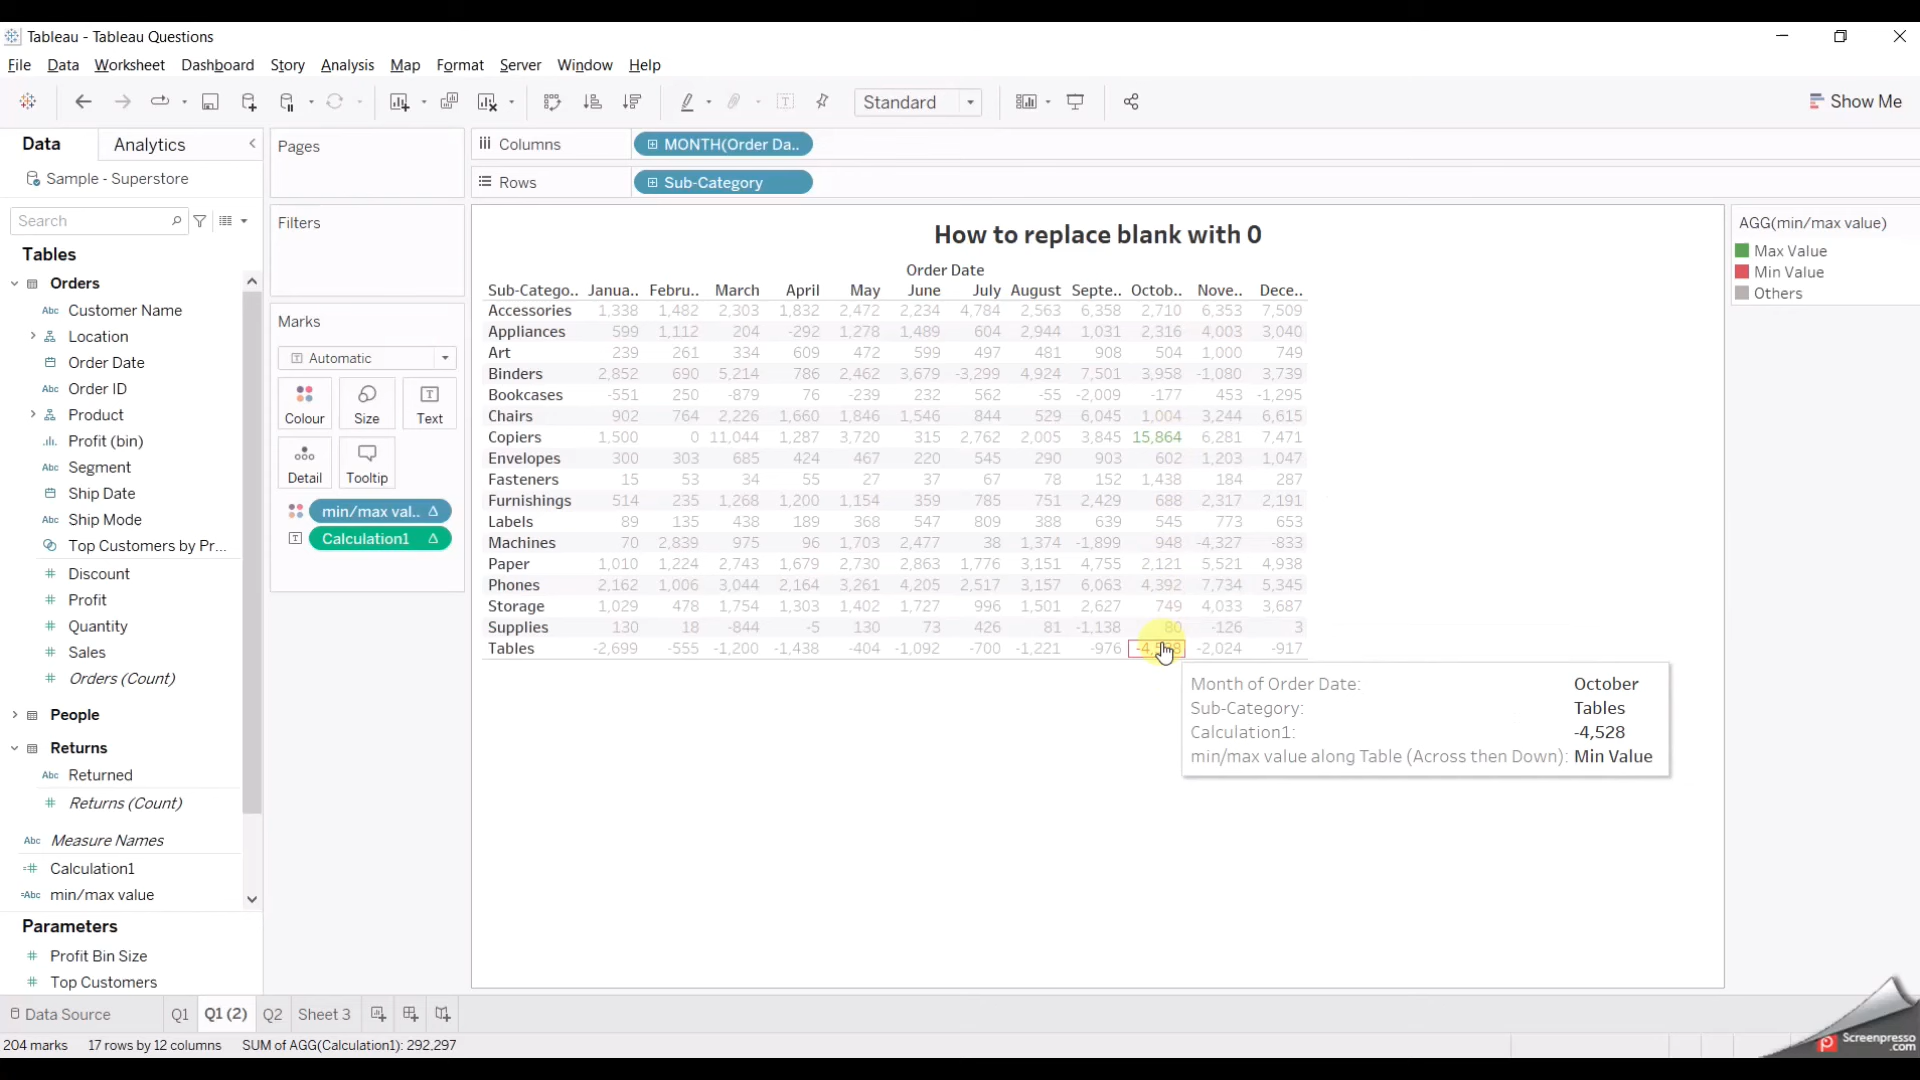 Tableau - Tableau Questions
File Data Worksheet Dashboard Story Analysis Map Format Server Window Help
Standard
Show Me
Data Analytics
Sample - Superstore
Search
Tables
Orders
Abc Customer Name
Location
Order Date
Abc Order ID
Product
Profit (bin)
Abc Segment
Ship Date
Abc Ship Mode
Top Customers by Pr...
# Discount
# Profit
# Quantity
# Sales
# Orders (Count)
People
Returns
Abc Returned
# Returns (Count)
Abc Measure Names
=# Calculation1
=Abc min/max value
Parameters
# Profit Bin Size
# Top Customers
Pages
Filters
Marks
Automatic
Colour Size Text
Detail Tooltip
min/max val.. Δ
Calculation1 Δ
Columns MONTH(Order Da..
Rows Sub-Category
How to replace blank with 0
Order Date
Sub-Catego.. Janua.. Febru.. March April May June July August Septe.. Octob.. Nove.. Dece..
Accessories 1,338 1,482 2,303 1,832 2,472 2,234 4,784 2,563 6,358 2,710 6,353 7,509
Appliances 599 1,112 204 -292 1,278 1,489 604 2,944 1,031 2,316 4,003 3,040
Art 239 261 334 609 472 599 497 481 908 504 1,000 749
Binders 2,852 690 5,214 786 2,462 3,679 -3,299 4,924 7,501 3,958 -1,080 3,739
Bookcases -551 250 -879 76 -239 232 562 -55 -2,009 -177 453 -1,295
Chairs 902 764 2,226 1,660 1,846 1,546 844 529 6,045 1,004 3,244 6,615
Copiers 1,500 0 11,044 1,287 3,720 315 2,762 2,005 3,845 15,864 6,281 7,471
Envelopes 300 303 685 424 467 220 545 290 903 602 1,203 1,047
Fasteners 15 53 34 55 27 37 67 78 152 1,438 184 287
Furnishings 514 235 1,268 1,200 1,154 359 785 751 2,429 688 2,317 2,191
Labels 89 135 438 189 368 547 809 388 639 545 773 653
Machines 70 2,839 975 96 1,703 2,477 38 1,374 -1,899 948 -4,327 -833
Paper 1,010 1,224 2,743 1,679 2,730 2,863 1,776 3,151 4,755 2,121 5,521 4,938
Phones 2,162 1,006 3,044 2,164 3,261 4,205 2,517 3,157 6,063 4,392 7,734 5,345
Storage 1,029 478 1,754 1,303 1,402 1,727 996 1,501 2,627 749 4,033 3,687
Supplies 130 18 -844 -5 130 73 426 81 -1,138 80 -126 3
Tables -2,699 -555 -1,200 -1,438 -404 -1,092 -700 -1,221 -976 -2,024 -917
Month of Order Date: October
Sub-Category: Tables
Calculation1: -4,528
min/max value along Table (Across then Down): Min Value
AGG(min/max value)
Max Value
Min Value
Others
Data Source Q1 Q1 (2) Q2 Sheet 3
204 marks 17 rows by 12 columns SUM of AGG(Calculation1): 292,297
Screenpresso
.com